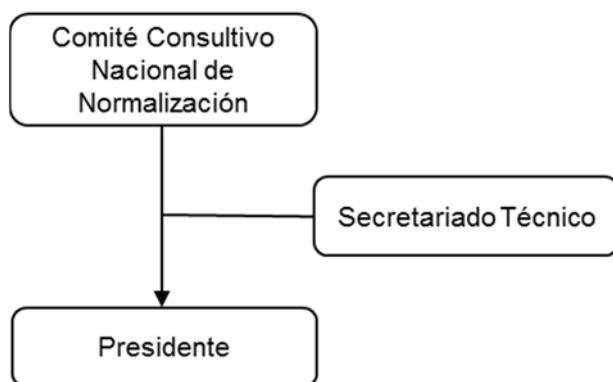 Comité Consultivo
Nacional de
Normalización
Secretariado Técnico
Presidente